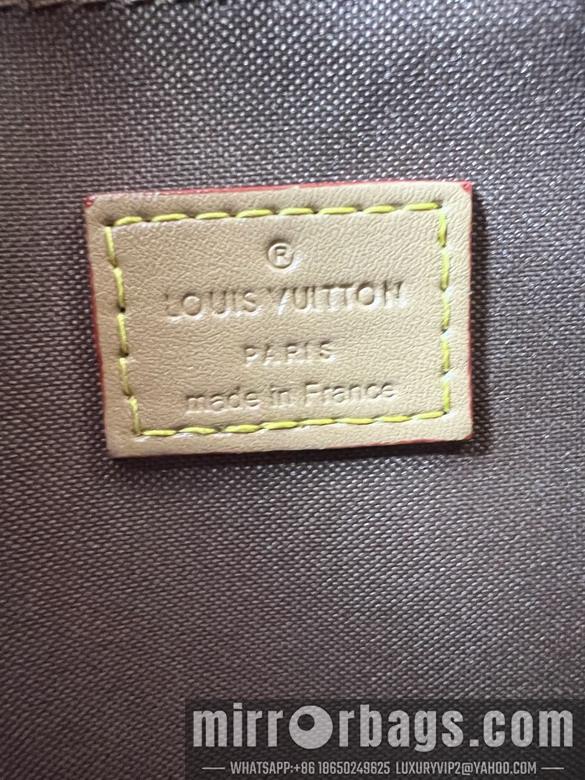 ®
LOUIS VUITTON
PARIS
made in France
mirrorbags.com
WHATSAPP:+86 18650249625 LUXURYVIP2@YAHOO.COM